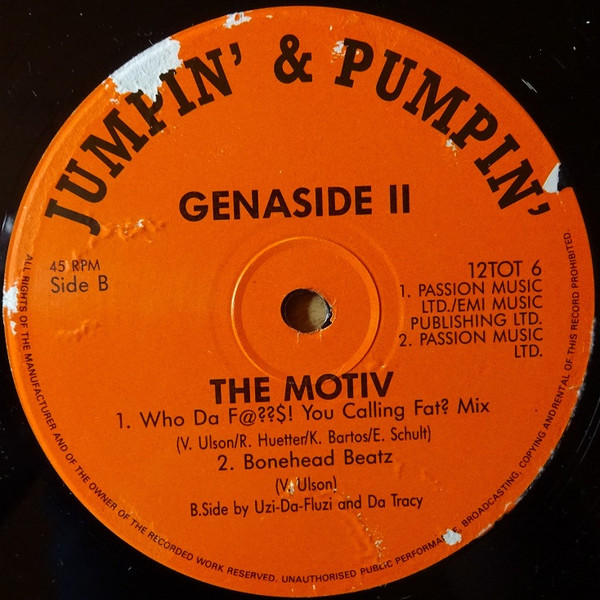 JUMPIN' & PUMPIN'
GENASIDE II
45 RPM
Side B
12TOT 6
1. PASSION MUSIC
LTD./EMI MUSIC
PUBLISHING LTD.
2. PASSION MUSIC
LTD.
THE MOTIV
1. Who Da F@??$! You Calling Fat? Mix
(V. Ulson/R. Huetter/K. Bartos/E. Schult)
2. Bonehead Beatz
(V. Ulson)
B.Side by Uzi-Da-Fluzi and Da Tracy
ALL RIGHTS OF THE MANUFACTURER AND OF THE OWNER OF THE RECORDED WORK RESERVED. UNAUTHORISED PUBLIC PERFORMANCE, BROADCASTING, COPYING AND RENTAL OF THIS RECORD PROHIBITED.